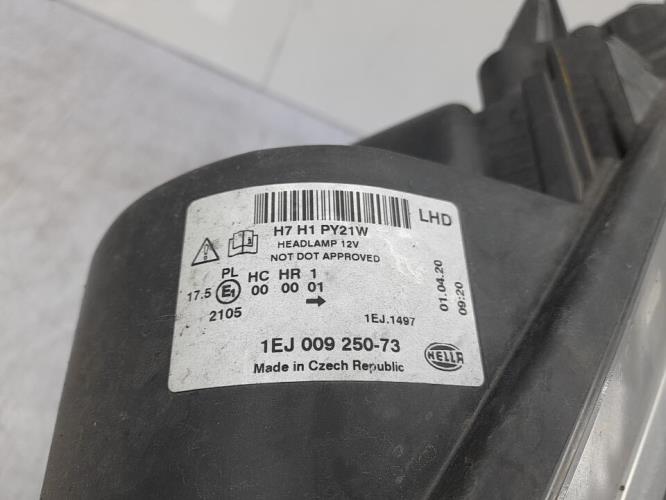 LHD
H7 H1 PY21W
HEADLAMP 12V
NOT DOT APPROVED
PL HC HR 1
17.5 E1 00 00 01
2105
1EJ.1497
01.04.20
09:20
1EJ 009 250-73
Made in Czech Republic
HELLA